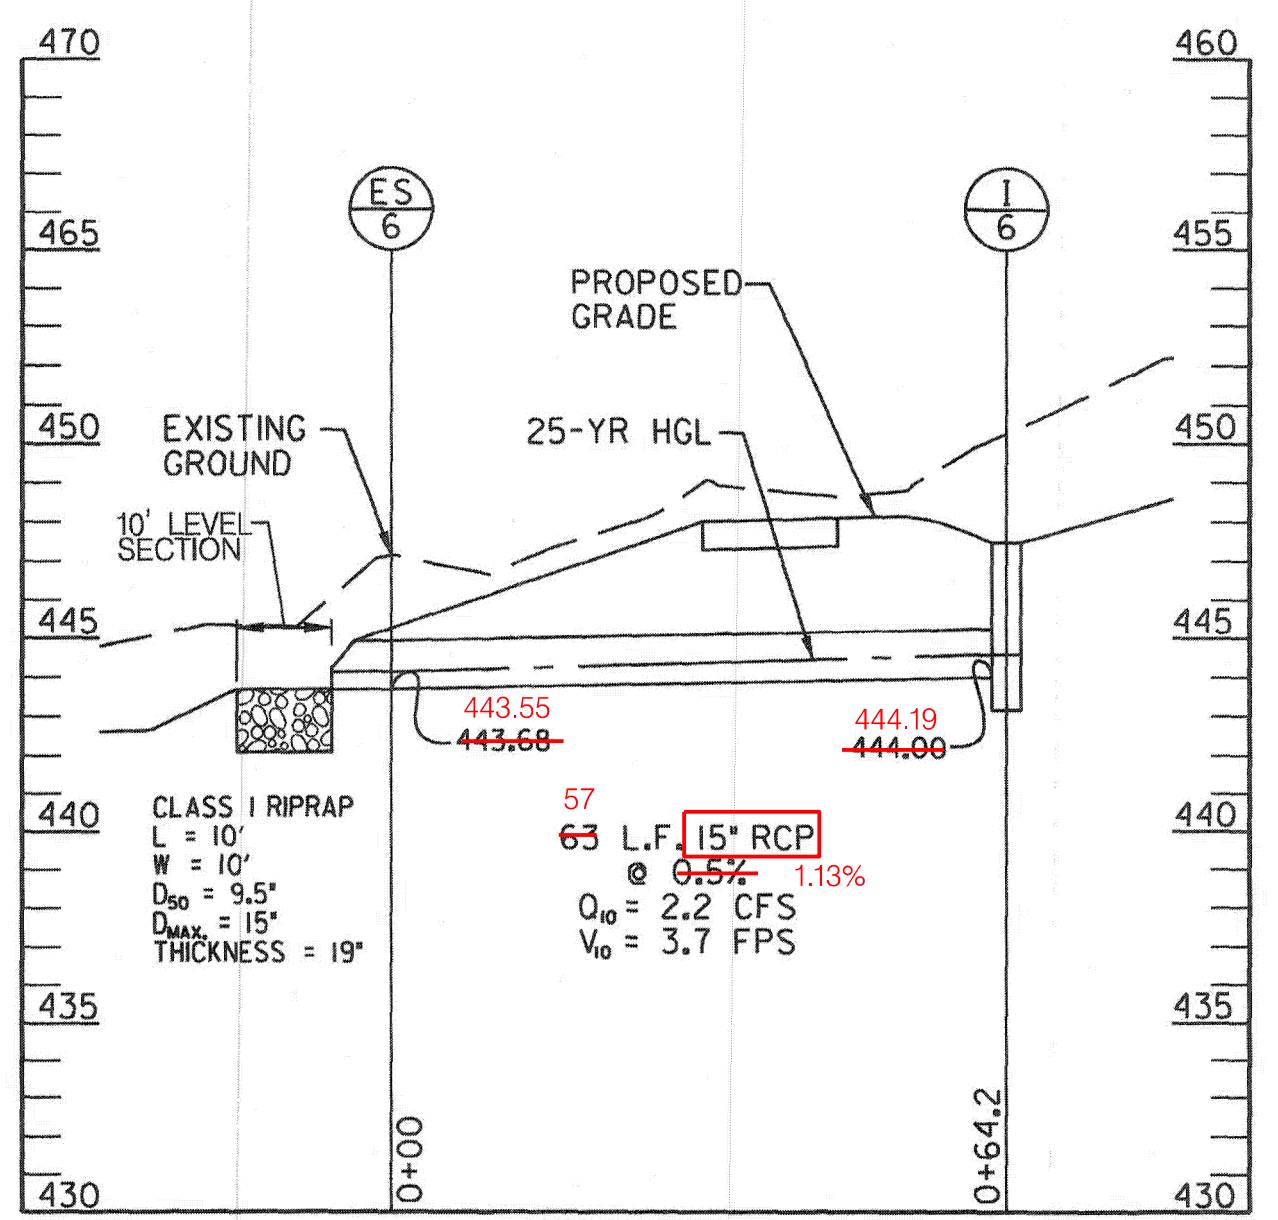 470
460
ES
6
I
6
465
455
PROPOSED
GRADE
EXISTING
GROUND
25-YR HGL
450
450
10' LEVEL
SECTION
445
445
443.55
443.68
444.19
444.00
440
440
CLASS I RIPRAP
L = 10'
W = 10'
D50 = 9.5"
DMAX. = 15"
THICKNESS = 19"
57
63 L.F. 15" RCP
@ 0.5% 1.13%
Q10 = 2.2 CFS
V10 = 3.7 FPS
435
435
0+00
0+64.2
430
430